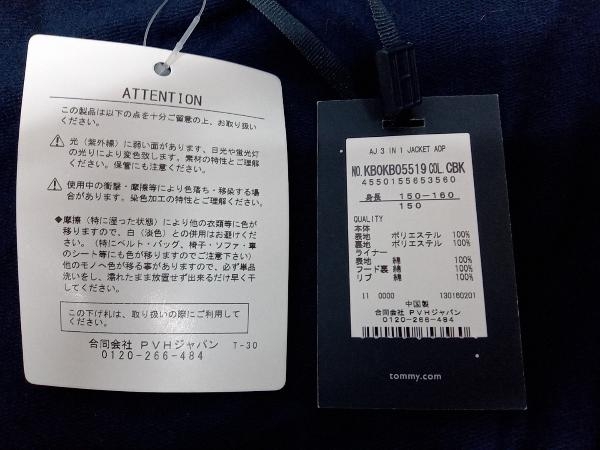 ATTENTION
この製品は以下の点を十分ご留意の上、お取り扱い
ください。
光（紫外線）に弱い面があります、日光や蛍光灯
の光りにより変色致します。素材の特性とご理解
ください。保管にも注意ください。
使用中の衝撃・摩擦等により色落ち・移染する場
合があります。染色加工の特性とご理解ください。
◆摩擦（特に湿った状態）により他の衣類等に色が
移りますので、白（淡色）との併用はお避けくださ
い。（特にベルト・バッグ、椅子・ソファ・車
のシート等にも色が移りますのでご注意下さい）
他のモノへ色が移る事がありますので、必ず単品
洗いをし、濡れたまま放置せず出来るだけ早く干
してください。
この下げ札は、取り扱いの際にご利用して
ください。
合同会社 PVHジャパン T-30
0120-266-484
AJ 3 IN 1 JACKET AOP
NO.KB0KB05519 COL.CBK
4550155653560
身長 150-160
150
QUALITY
本体
表地 ポリエステル 100%
裏地 ポリエステル 100%
ライナー
表地 綿 100%
フード裏 綿 100%
リブ 綿 100%
11 0000 130160201
中国製
合同会社 PVHジャパン
0120-266-484
tommy.com